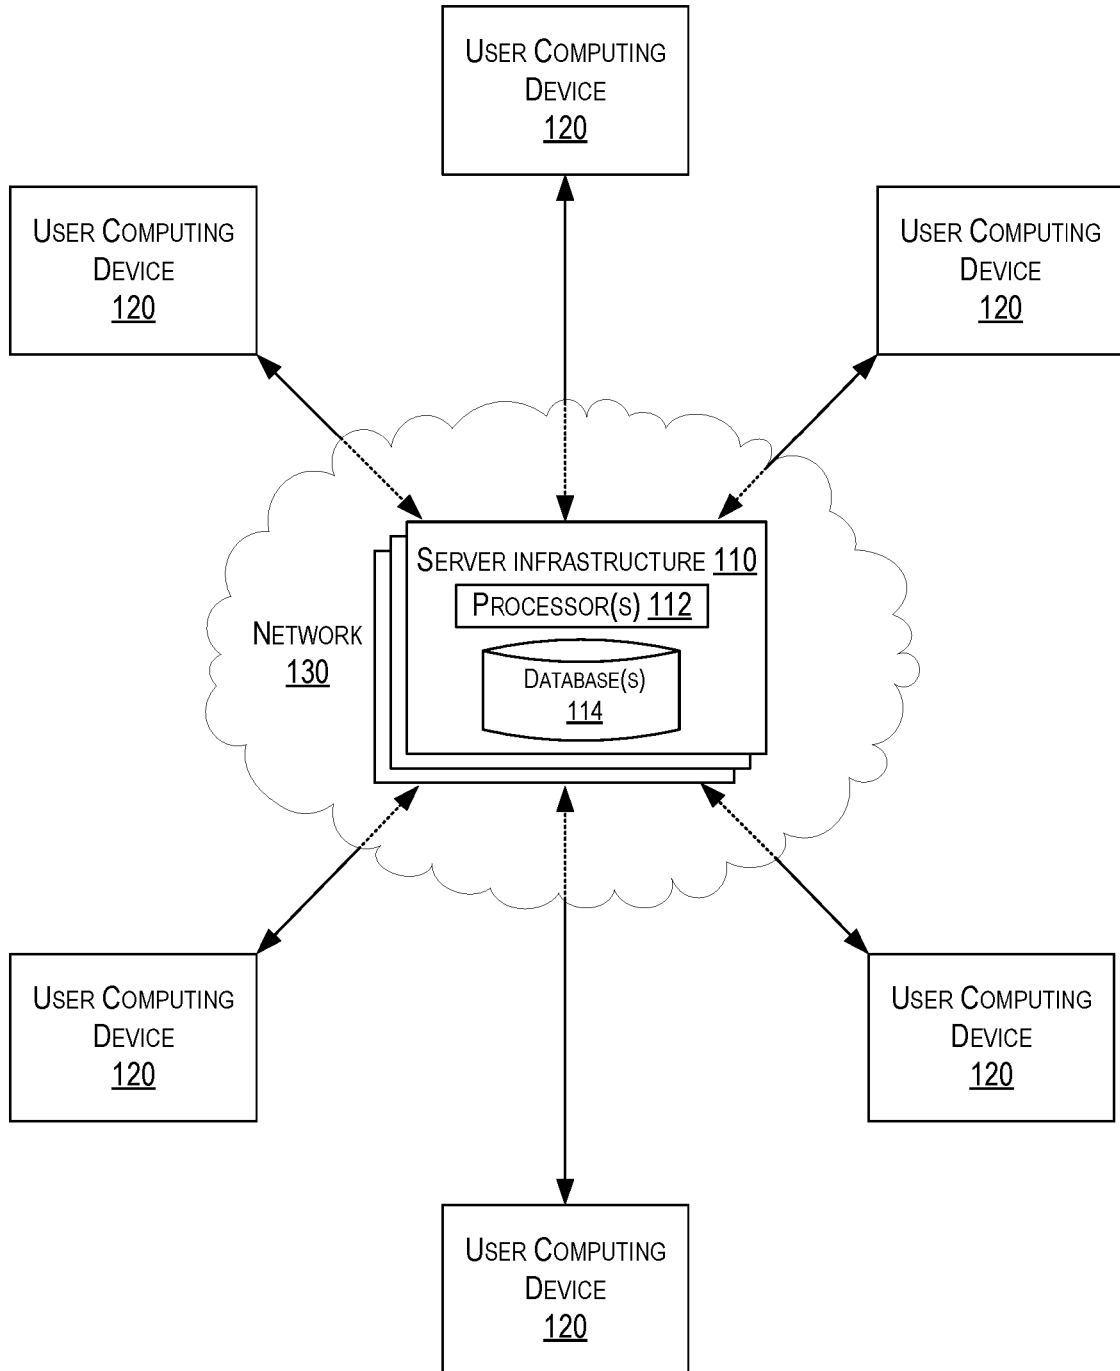 USER COMPUTING
DEVICE
120
USER COMPUTING
DEVICE
120
USER COMPUTING
DEVICE
120
SERVER INFRASTRUCTURE 110
PROCESSOR(S) 112
NETWORK
130
DATABASE(S)
114
USER COMPUTING
DEVICE
120
USER COMPUTING
DEVICE
120
USER COMPUTING
DEVICE
120